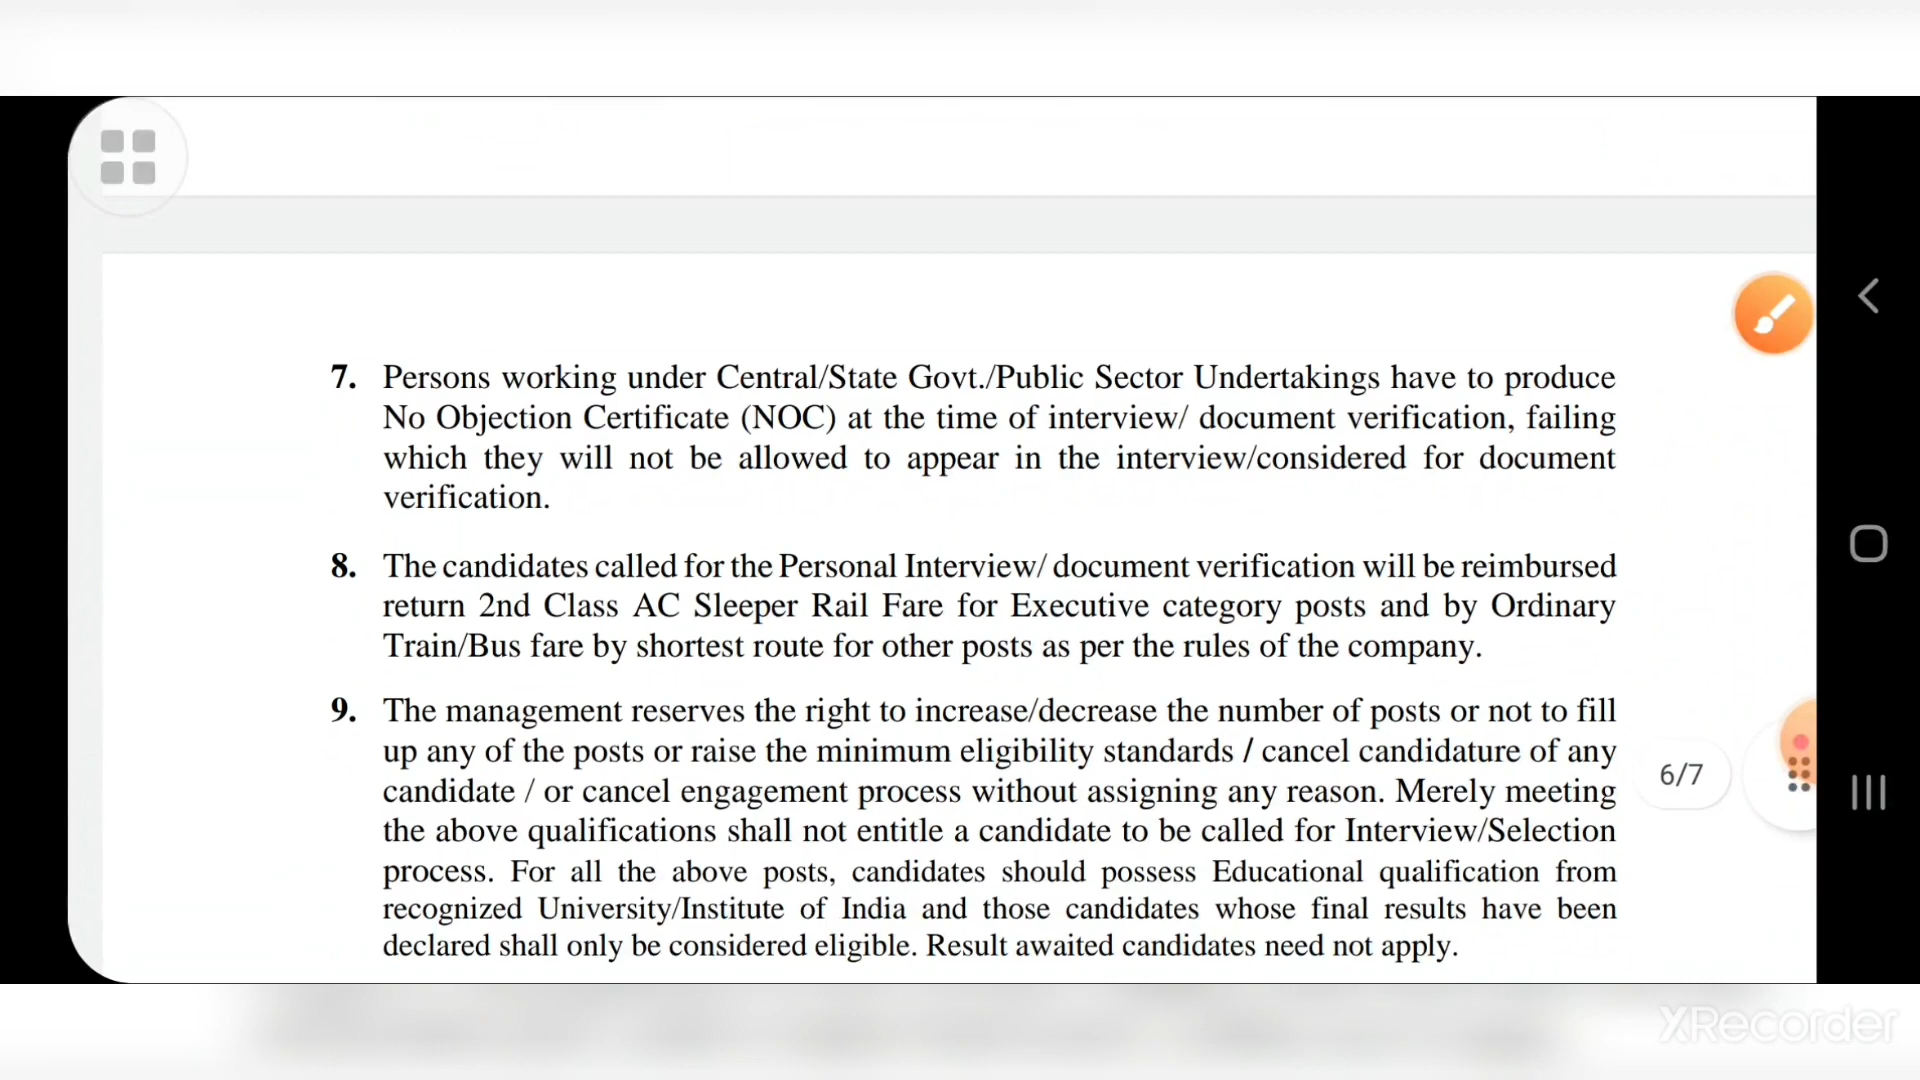 7. Persons working under Central/State Govt./Public Sector Undertakings have to produce
No Objection Certificate (NOC) at the time of interview/ document verification, failing
which they will not be allowed to appear in the interview/considered for document
verification.
8. The candidates called for the Personal Interview/ document verification will be reimbursed
return 2nd Class AC Sleeper Rail Fare for Executive category posts and by Ordinary
Train/Bus fare by shortest route for other posts as per the rules of the company.
9. The management reserves the right to increase/decrease the number of posts or not to fill
up any of the posts or raise the minimum eligibility standards / cancel candidature of any
candidate / or cancel engagement process without assigning any reason. Merely meeting
the above qualifications shall not entitle a candidate to be called for Interview/Selection
process. For all the above posts, candidates should possess Educational qualification from
recognized University/Institute of India and those candidates whose final results have been
declared shall only be considered eligible. Result awaited candidates need not apply.
6/7
XRecorder